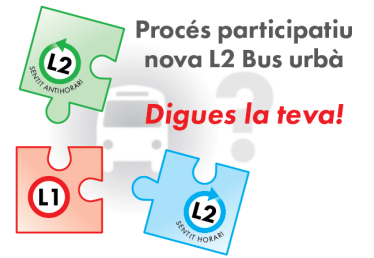 Procés participatiu
nova L2 Bus urbà
L2
SENTIT ANTIHORARI
Digues la teva!
?
L1
L2
SENTIT HORARI